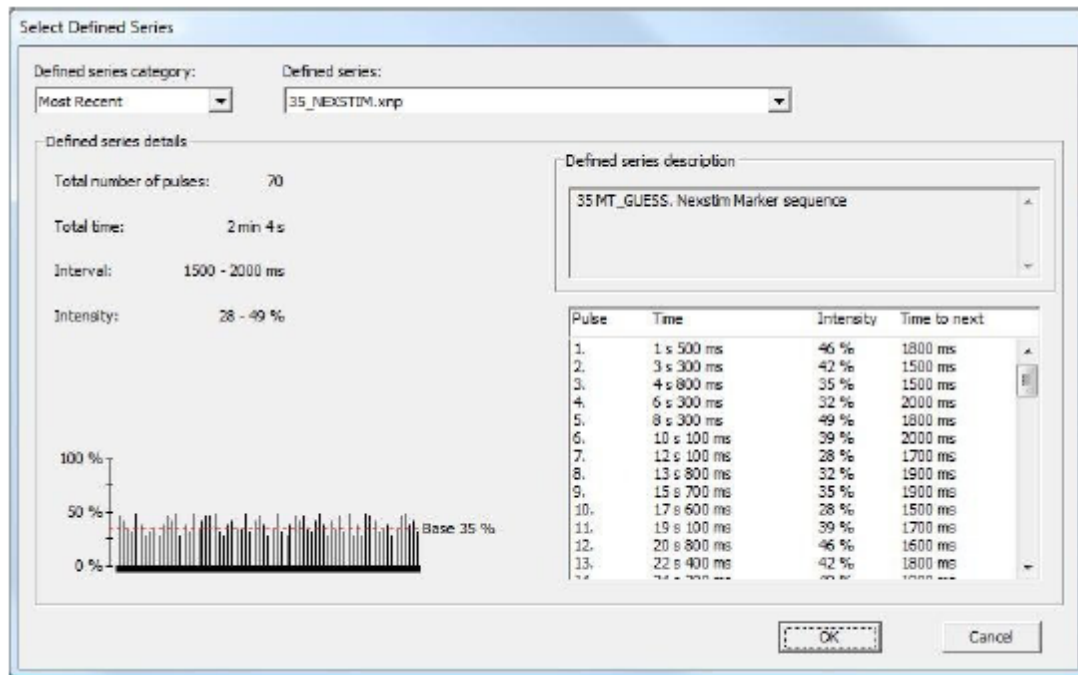 Select Defined Series
Defined series category:
Defined series:
Most Recent
35_NEXSTIM.xnp
Defined series details
Total number of pulses: 70
Total time: 2 min 4 s
Interval: 1500 - 2000 ms
Intensity: 28 - 49 %
Defined series description
35 MT_GUESS. Nexstim Marker sequence
Pulse Time Intensity Time to next
1. 1 s 500 ms 46 % 1800 ms
2. 3 s 300 ms 42 % 1500 ms
3. 4 s 800 ms 35 % 1500 ms
4. 6 s 300 ms 32 % 2000 ms
5. 8 s 300 ms 49 % 1800 ms
6. 10 s 100 ms 39 % 2000 ms
7. 12 s 100 ms 28 % 1700 ms
8. 13 s 800 ms 32 % 1900 ms
9. 15 s 700 ms 35 % 1900 ms
10. 17 s 600 ms 28 % 1500 ms
11. 19 s 100 ms 39 % 1700 ms
12. 20 s 800 ms 46 % 1600 ms
13. 22 s 400 ms 42 % 1800 ms
100 %
50 %
Base 35 %
0 %
OK
Cancel